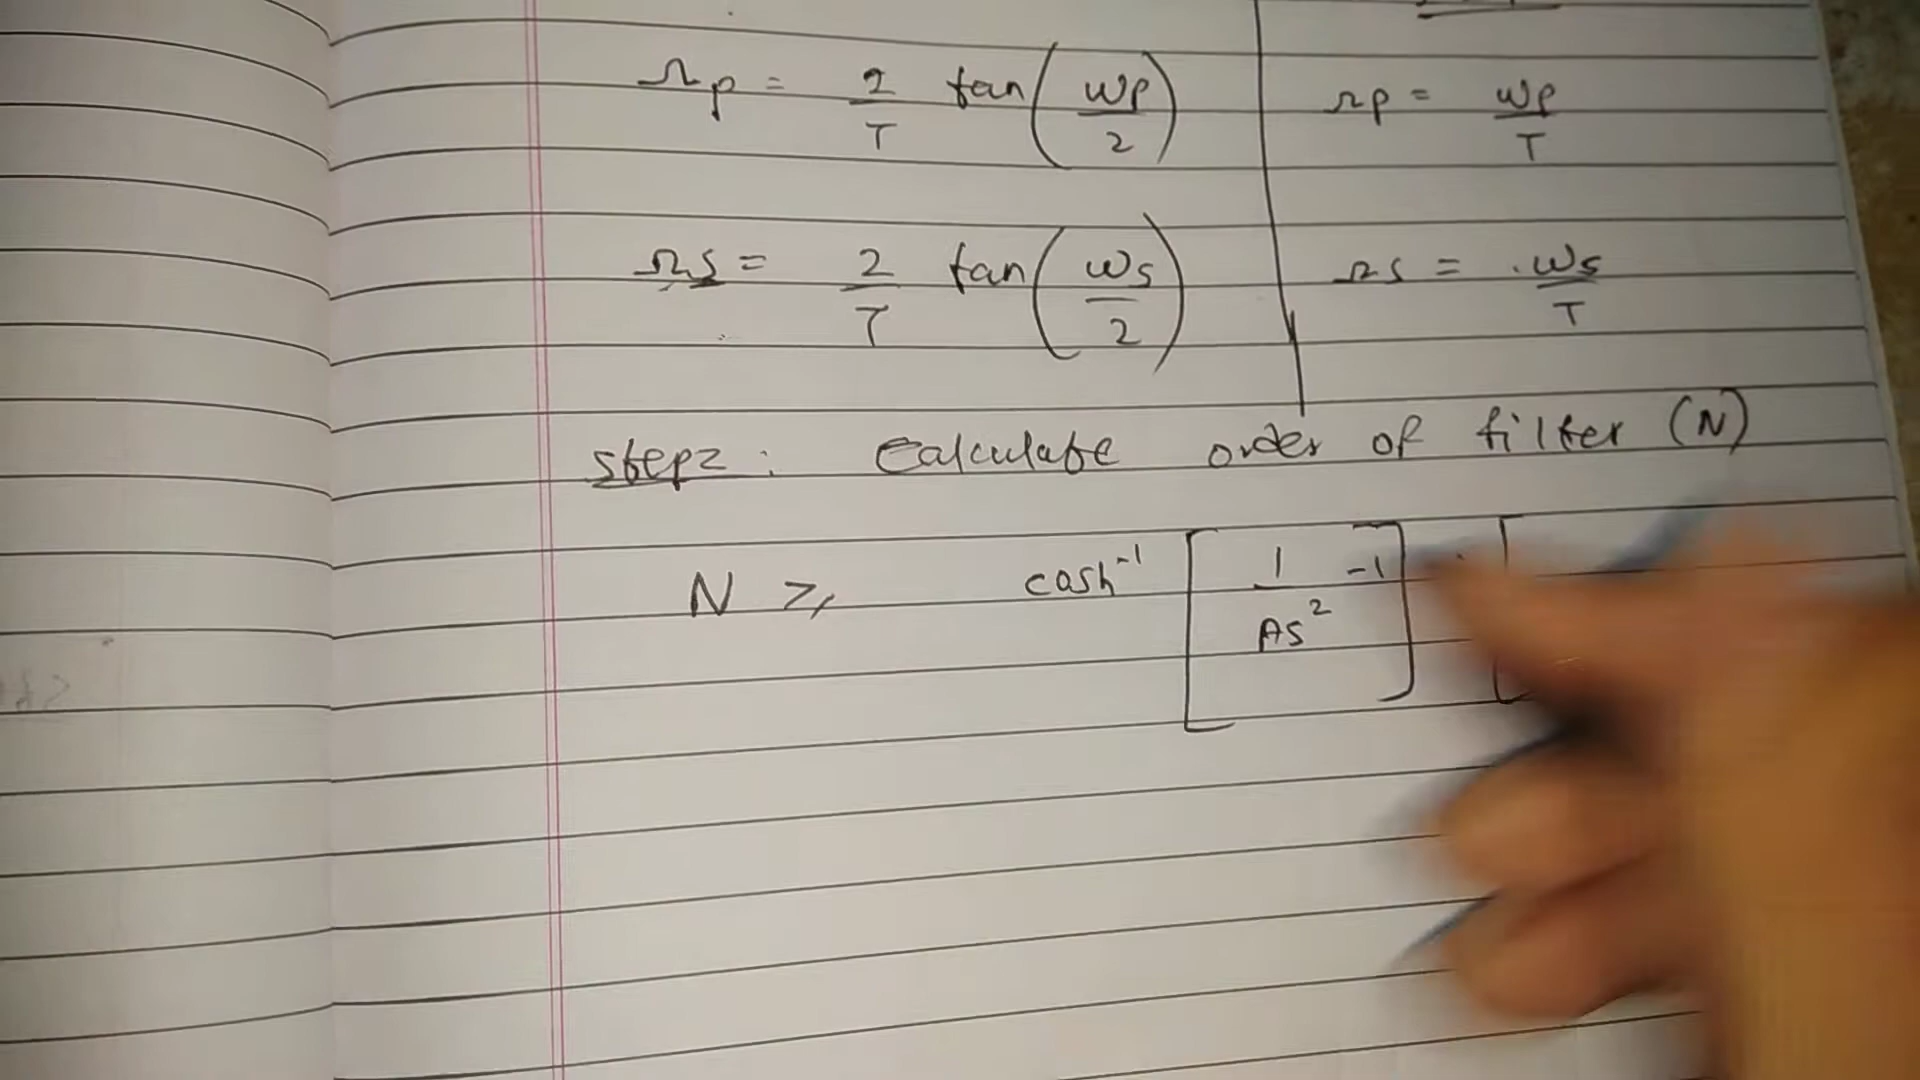 Ωp = 2/T tan(ωp/2) Ωp = ωp/T
Ωs = 2/T tan(ωs/2) Ωs = ωs/T
step2 : Calculate order of filter (N)
N ≥ cosh⁻¹ [1/As² -1] [